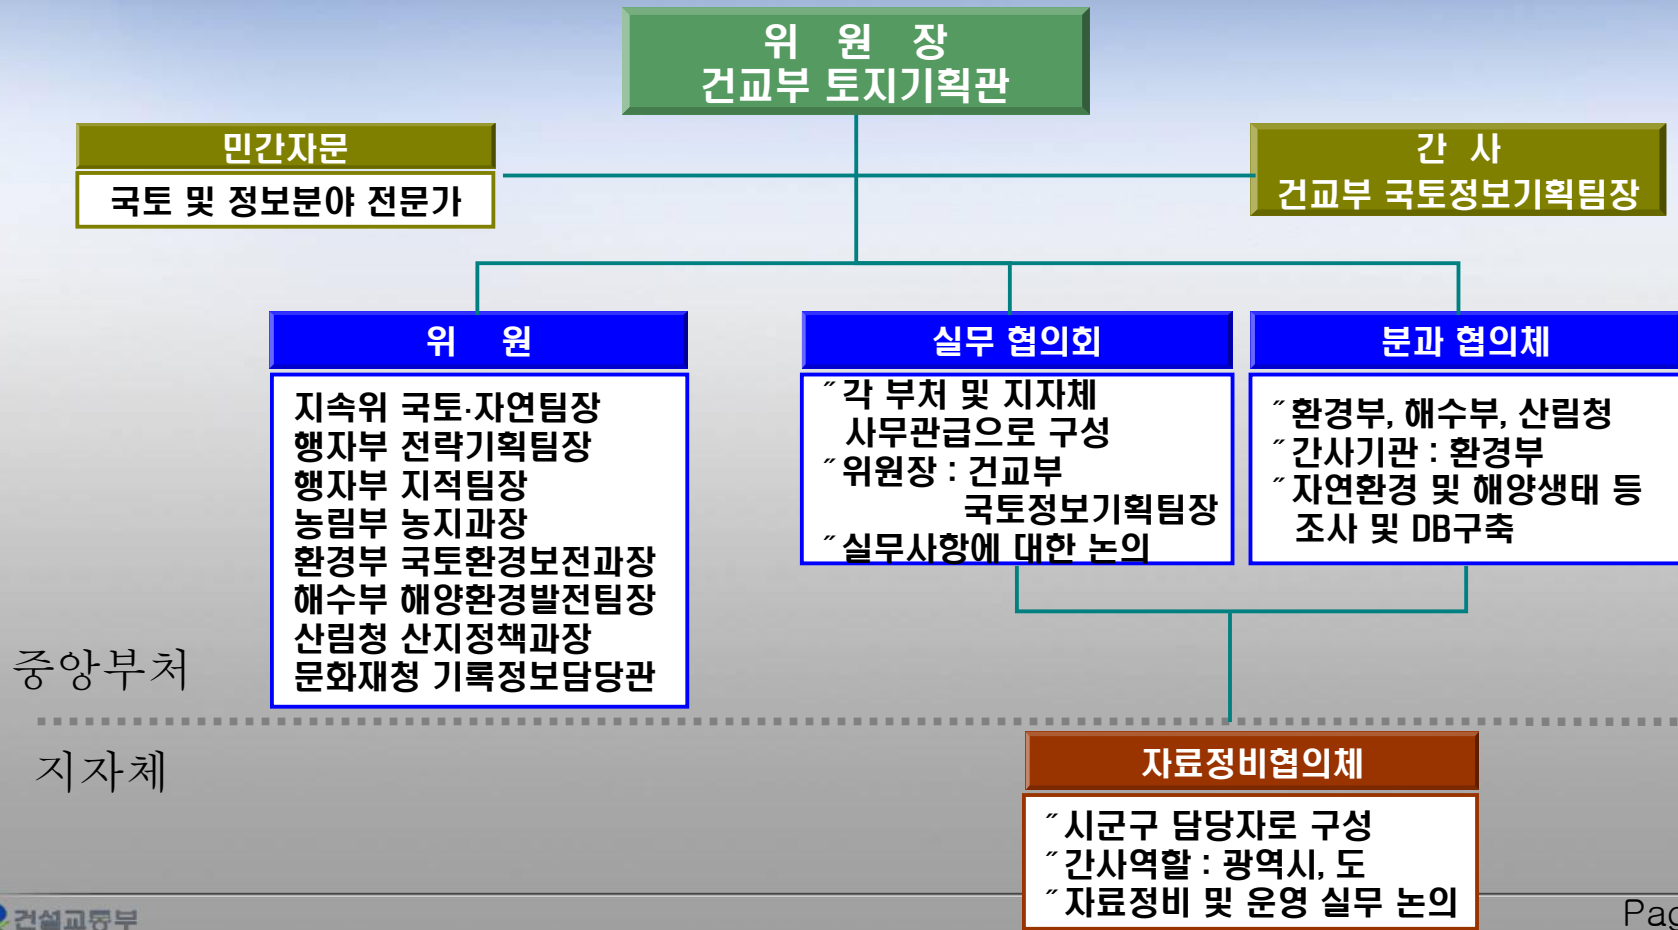 위 원 장
건교부 토지기획관
민간자문
국토 및 정보분야 전문가
간 사
건교부 국토정보기획팀장
위 원
지속위 국토·자연팀장
행자부 전략기획팀장
행자부 지적팀장
농림부 농지과장
환경부 국토환경보전과장
해수부 해양환경발전팀장
산림청 산지정책과장
문화재청 기록정보담당관
실무 협의회
˝각 부처 및 지자체
사무관급으로 구성
˝위원장 : 건교부
국토정보기획팀장
˝실무사항에 대한 논의
분과 협의체
˝환경부, 해수부, 산림청
˝간사기관 : 환경부
˝자연환경 및 해양생태 등
조사 및 DB구축
중앙부처
지자체
자료정비협의체
˝시군구 담당자로 구성
˝간사역할 : 광역시, 도
˝자료정비 및 운영 실무 논의
건설교통부